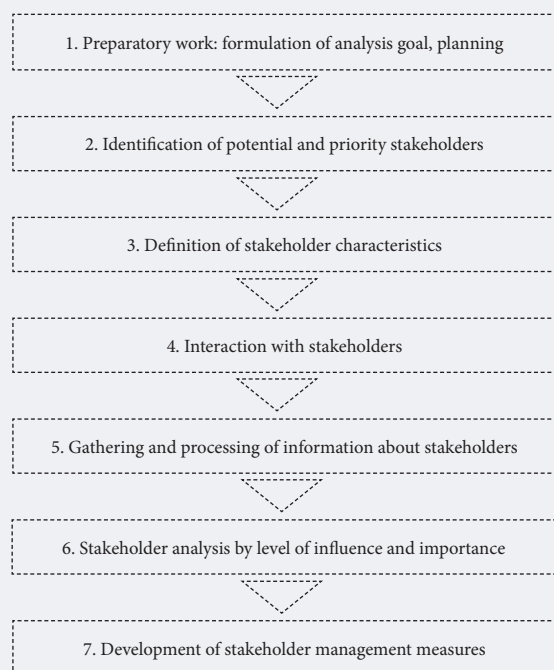 1. Preparatory work: formulation of analysis goal, planning
2. Identification of potential and priority stakeholders
3. Definition of stakeholder characteristics
4. Interaction with stakeholders
5. Gathering and processing of information about stakeholders
6. Stakeholder analysis by level of influence and importance
7. Development of stakeholder management measures